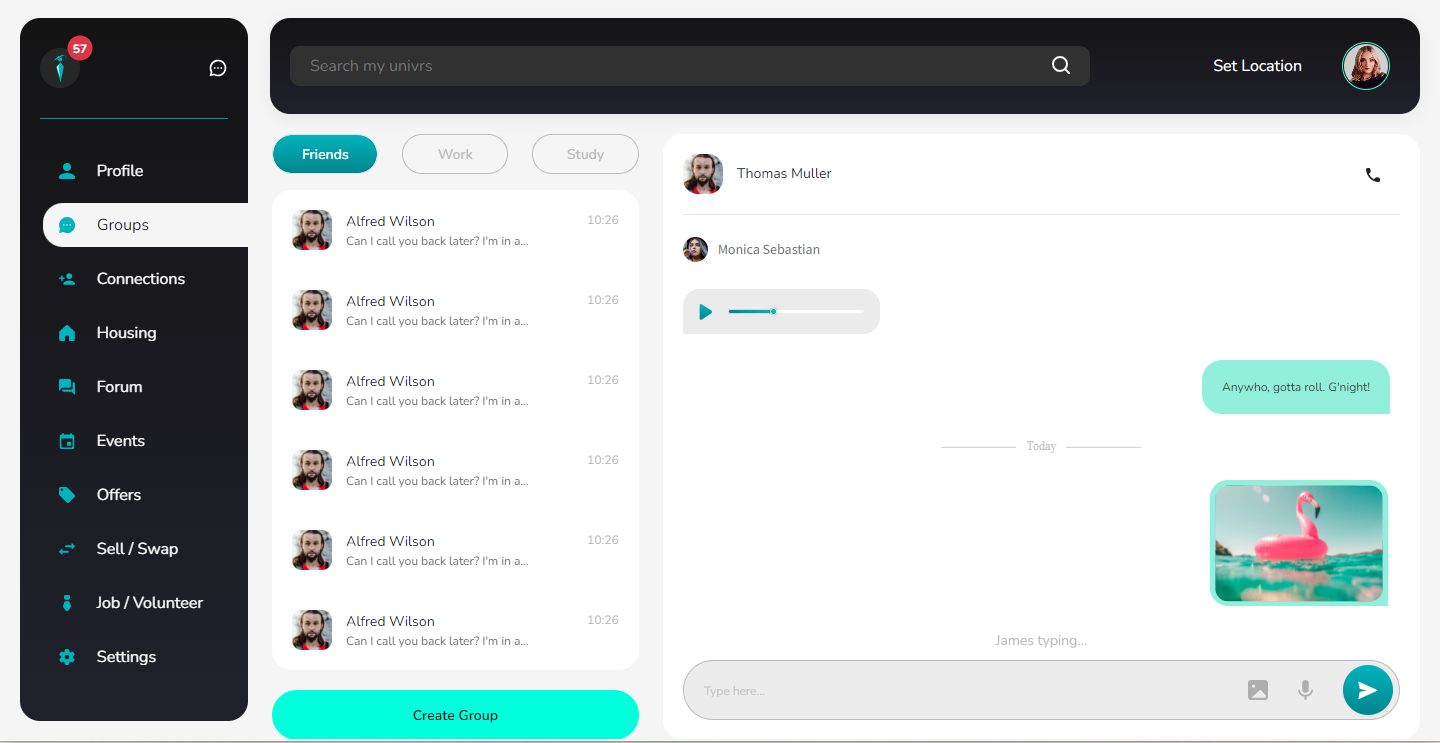 57
Search my univrs
Set Location
Profile
Groups
Connections
Housing
Forum
Events
Offers
Sell / Swap
Job / Volunteer
Settings
Friends
Work
Study
Alfred Wilson
10:26
Can I call you back later? I'm in a...
Alfred Wilson
10:26
Can I call you back later? I'm in a...
Alfred Wilson
10:26
Can I call you back later? I'm in a...
Alfred Wilson
10:26
Can I call you back later? I'm in a...
Alfred Wilson
10:26
Can I call you back later? I'm in a...
Alfred Wilson
10:26
Can I call you back later? I'm in a...
Create Group
Thomas Muller
Monica Sebastian
Anywho, gotta roll. G'night!
Today
James typing...
Type here...